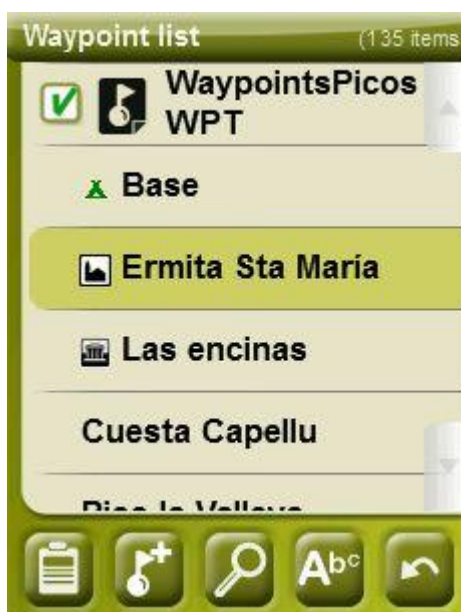 Waypoint list (135 items
WaypointsPicos
WPT
Base
Ermita Sta María
Las encinas
Cuesta Capellu
Abc